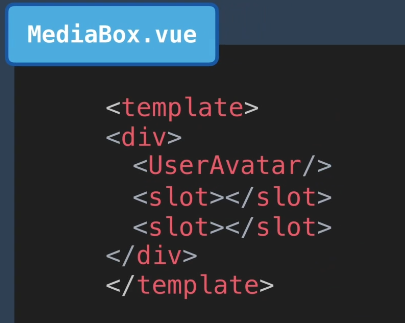 MediaBox.vue
<template>
<div>
<UserAvatar/>
<slot></slot>
<slot></slot>
</div>
</template>